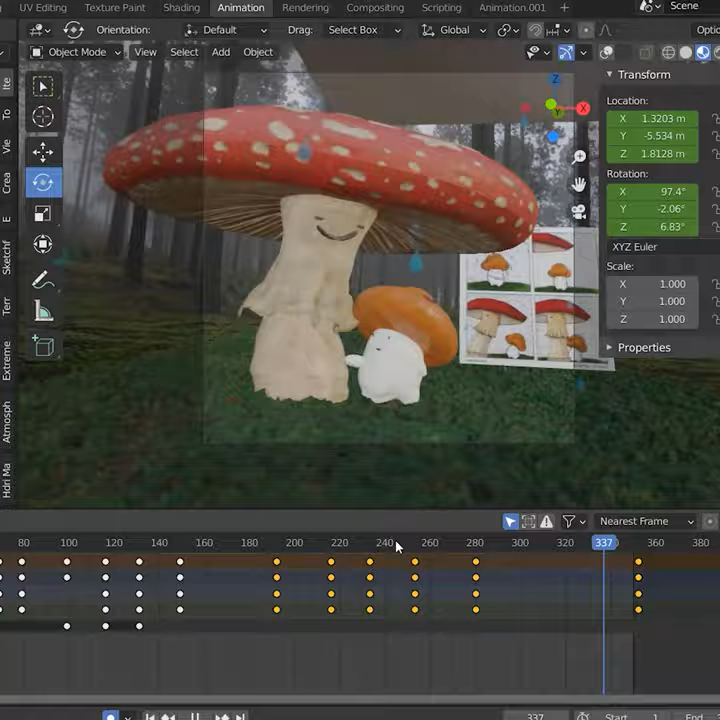 UV Editing Texture Paint Shading Animation Rendering Compositing Scripting Animation.001 + Scene
Orientation: Default Drag: Select Box Global Optic
Object Mode View Select Add Object
Transform
Location:
X 1.3203 m
Y -5.534 m
Z 1.8128 m
Rotation:
X 97.4°
Y -2.06°
Z 6.83°
XYZ Euler
Scale:
X 1.000
Y 1.000
Z 1.000
Properties
Z
X
Y
Ite
To
Vie
Crea
E
Sketchf
Terr
Extreme
Atmosph
Hdri Ma
Nearest Frame
80 100 120 140 160 180 200 220 240 260 280 300 320 337 360 380
337 Start 1 End